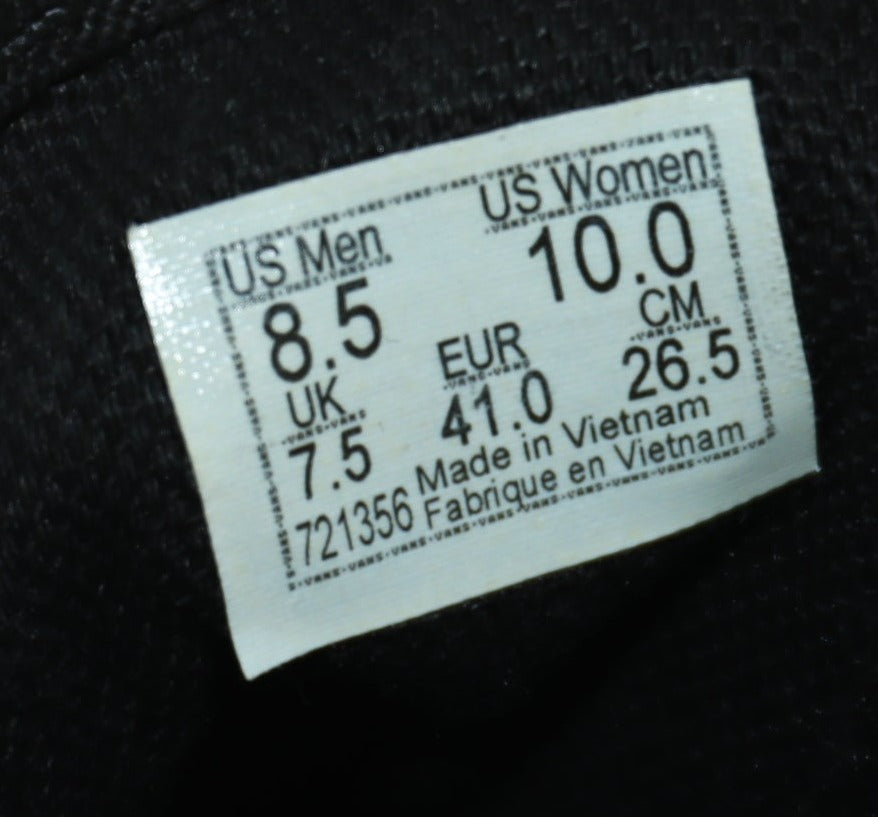 US Men US Women
8.5 10.0
UK EUR CM
7.5 41.0 26.5
721356 Made in Vietnam
Fabrique en Vietnam